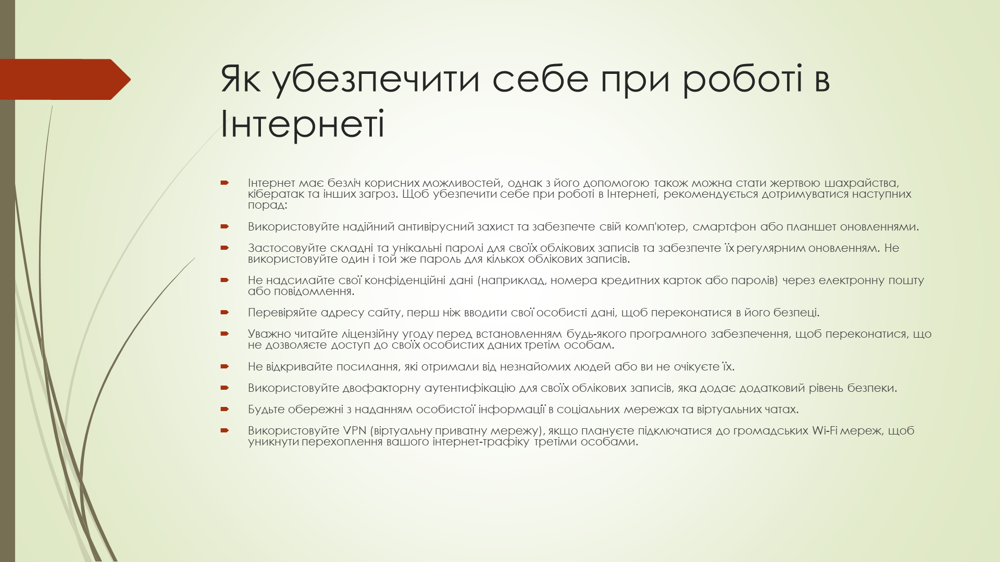 Як убезпечити себе при роботі в
Інтернеті
Інтернет має безліч корисних можливостей, однак з його допомогою також можна стати жертвою шахрайства,
кібератак та інших загроз. Щоб убезпечити себе при роботі в Інтернеті, рекомендується дотримуватися наступних
порад:
Використовуйте надійний антивірусний захист та забезпечте свій комп'ютер, смартфон або планшет оновленнями.
Застосовуйте складні та унікальні паролі для своїх облікових записів та забезпечте їх регулярним оновленням. Не
використовуйте один і той же пароль для кількох облікових записів.
Не надсилайте свої конфіденційні дані (наприклад, номера кредитних карток або паролів) через електронну пошту
або повідомлення.
Перевіряйте адресу сайту, перш ніж вводити свої особисті дані, щоб переконатися в його безпеці.
Уважно читайте ліцензійну угоду перед встановленням будь-якого програмного забезпечення, щоб переконатися, що
не дозволяєте доступ до своїх особистих даних третім особам.
Не відкривайте посилання, які отримали від незнайомих людей або ви не очікуєте їх.
Використовуйте двофакторну аутентифікацію для своїх облікових записів, яка додає додатковий рівень безпеки.
Будьте обережні з наданням особистої інформації в соціальних мережах та віртуальних чатах.
Використовуйте VPN (віртуальну приватну мережу), якщо плануєте підключатися до громадських Wi-Fi мереж, щоб
уникнути перехоплення вашого інтернет-трафіку третіми особами.